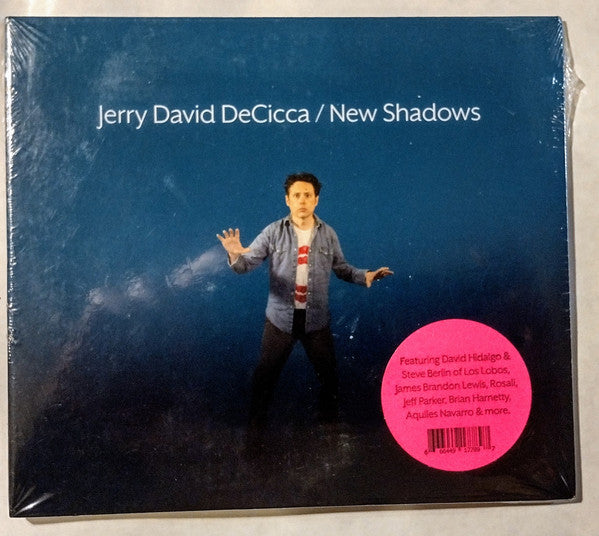 Jerry David DeCicca / New Shadows
Featuring David Hidalgo &
Steve Berlin of Los Lobos,
James Brandon Lewis, Rosali,
Jeff Parker, Brian Harnetty,
Aquiles Navarro & more.